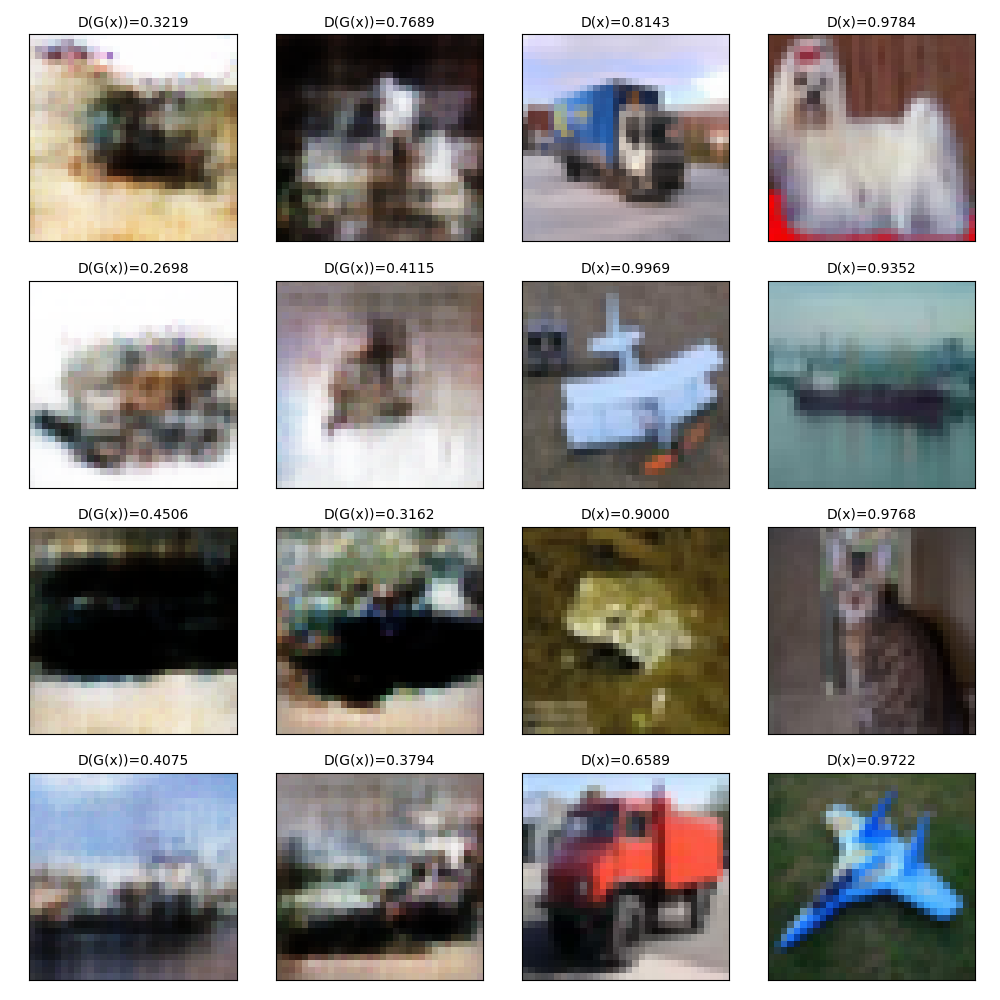 D(G(x))=0.3219 D(G(x))=0.7689 D(x)=0.8143 D(x)=0.9784
D(G(x))=0.2698 D(G(x))=0.4115 D(x)=0.9969 D(x)=0.9352
D(G(x))=0.4506 D(G(x))=0.3162 D(x)=0.9000 D(x)=0.9768
D(G(x))=0.4075 D(G(x))=0.3794 D(x)=0.6589 D(x)=0.9722